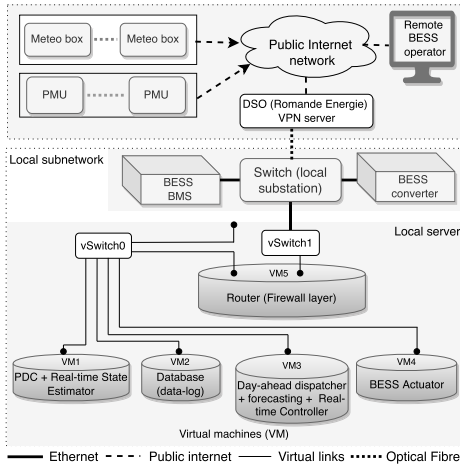 Meteo box
Meteo box
PMU
PMU
Public Internet
network
Remote
BESS
operator
DSO (Romande Energie)
VPN server
Local subnetwork
BESS
BMS
Switch (local
substation)
BESS
converter
Local server
vSwitch0
vSwitch1
VM5
Router (Firewall layer)
VM1
PDC + Real-time State
Estimator
VM2
Database
(data-log)
VM3
Day-ahead dispatcher
+ forecasting + Real-
time Controller
VM4
BESS Actuator
Virtual machines (VM)
Ethernet
Public internet
Virtual links
Optical Fibre